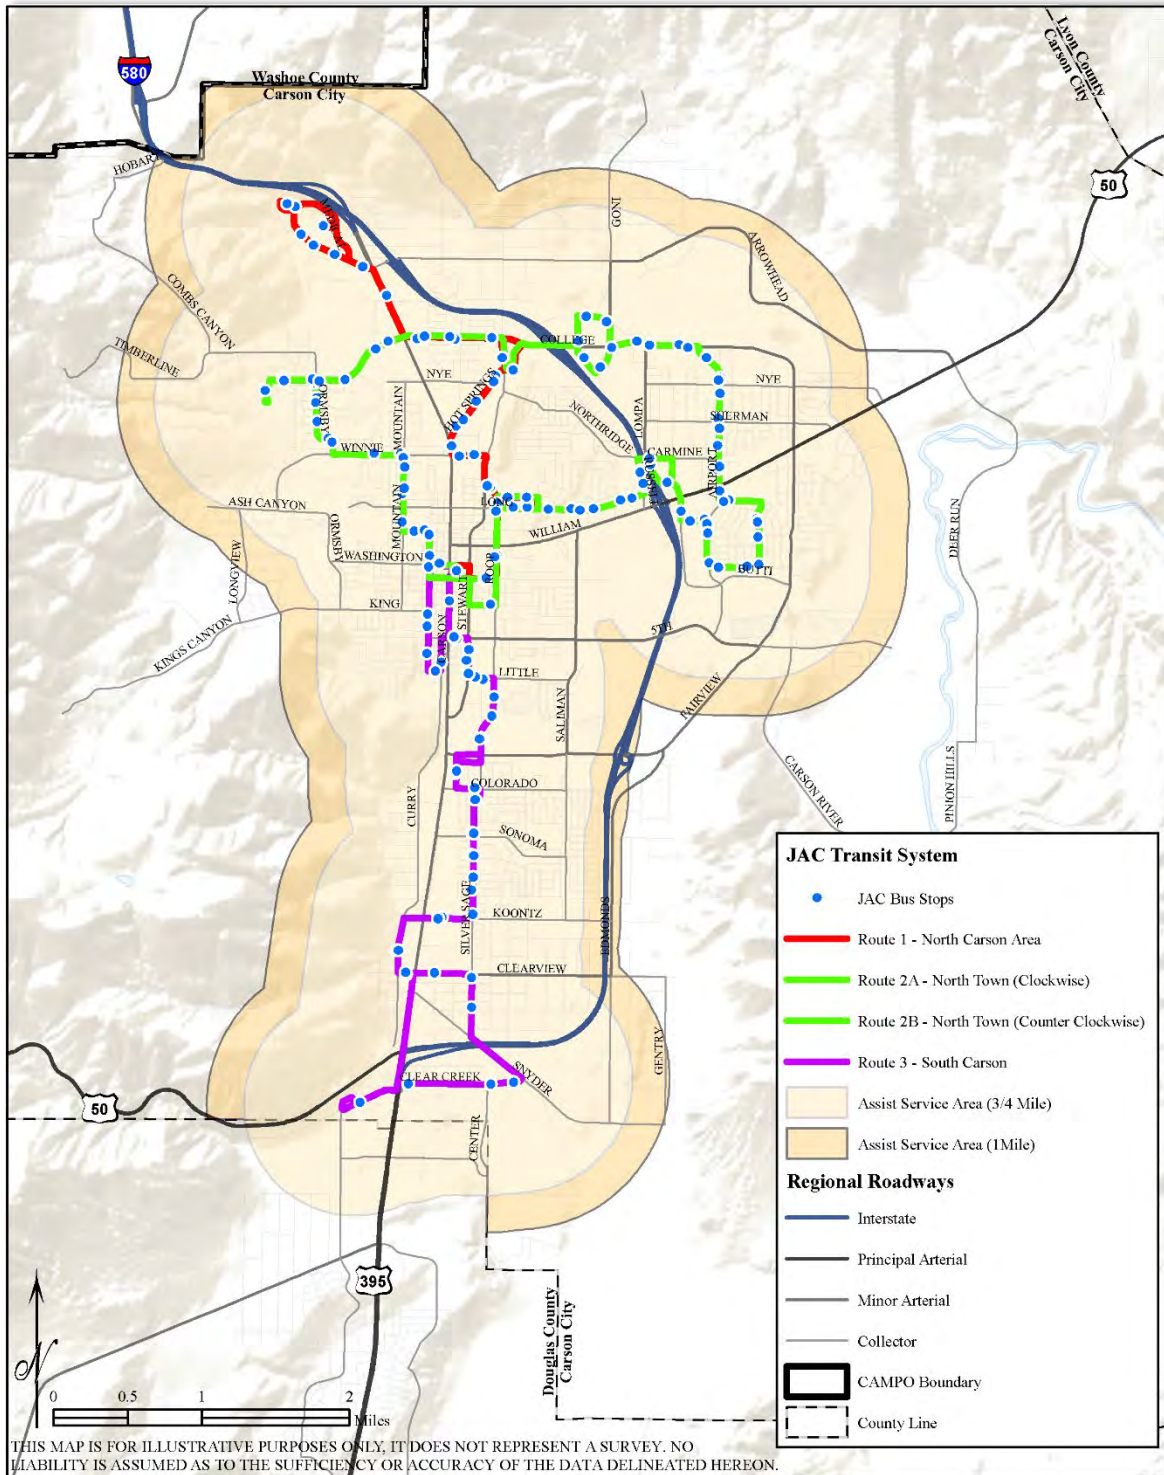 580
Washoe County
Carson City
Lyon County
Carson City
50
HOBART
MEDICAL
GONI
ARROWHEAD
COMBS CANYON
TIMBERLINE
COLLEGE
NYE
HOT SPRINGS
NYE
ORMSBY
MOUNTAIN
NORTHRIDGE
LOMPA
SHERMAN
WINNIE
CARMINE
RUSSELL
AIRPORT
ASH CANYON
LONG
ORMSBY
MOUNTAIN
WILLIAM
DEER RUN
LONGVIEW
WASHINGTON
ROOP
BUTTI
STEWART
KING
KINGS CANYON
CARSON
5TH
LITTLE
SALIMAN
FAIRVIEW
CURRY
COLORADO
CARSON RIVER
PINION HILLS
SONOMA
SILVER SAGE
KOONTZ
EDMONDS
CLEARVIEW
GENTRY
SNYDER
CLEAR CREEK
50
CENTER
395
Douglas County
Carson City
JAC Transit System
JAC Bus Stops
Route 1 - North Carson Area
Route 2A - North Town (Clockwise)
Route 2B - North Town (Counter Clockwise)
Route 3 - South Carson
Assist Service Area (3/4 Mile)
Assist Service Area (1Mile)
Regional Roadways
Interstate
Principal Arterial
Minor Arterial
Collector
CAMPO Boundary
County Line
N
0 0.5 1 2
Miles
THIS MAP IS FOR ILLUSTRATIVE PURPOSES ONLY, IT DOES NOT REPRESENT A SURVEY. NO
LIABILITY IS ASSUMED AS TO THE SUFFICIENCY OR ACCURACY OF THE DATA DELINEATED HEREON.